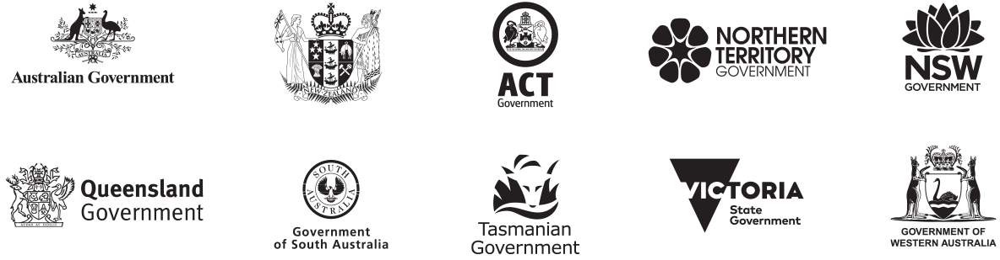 AUSTRALIA
Australian Government
NEW ZEALAND
ACT
Government
NORTHERN
TERRITORY
GOVERNMENT
NSW
GOVERNMENT
Queensland
Government
SOUTH
AUSTRALIA
Government
of South Australia
Tasmanian
Government
VICTORIA
State
Government
GOVERNMENT OF
WESTERN AUSTRALIA